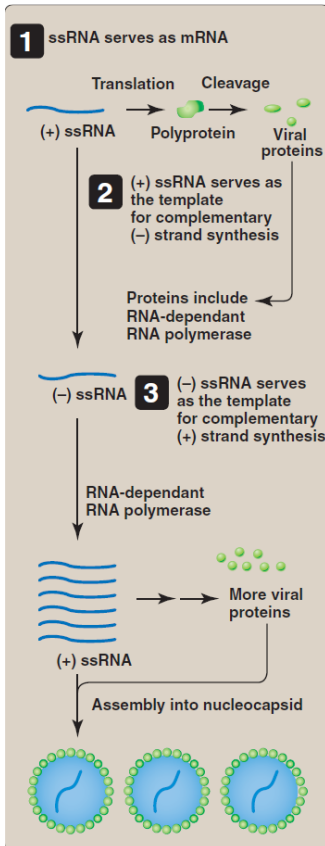 1 ssRNA serves as mRNA
Translation Cleavage
(+) ssRNA Polyprotein Viral
proteins
2 (+) ssRNA serves as
the template
for complementary
(–) strand synthesis
Proteins include
RNA-dependant
RNA polymerase
(–) ssRNA
3 (–) ssRNA serves
as the template
for complementary
(+) strand synthesis
RNA-dependant
RNA polymerase
More viral
proteins
(+) ssRNA
Assembly into nucleocapsid